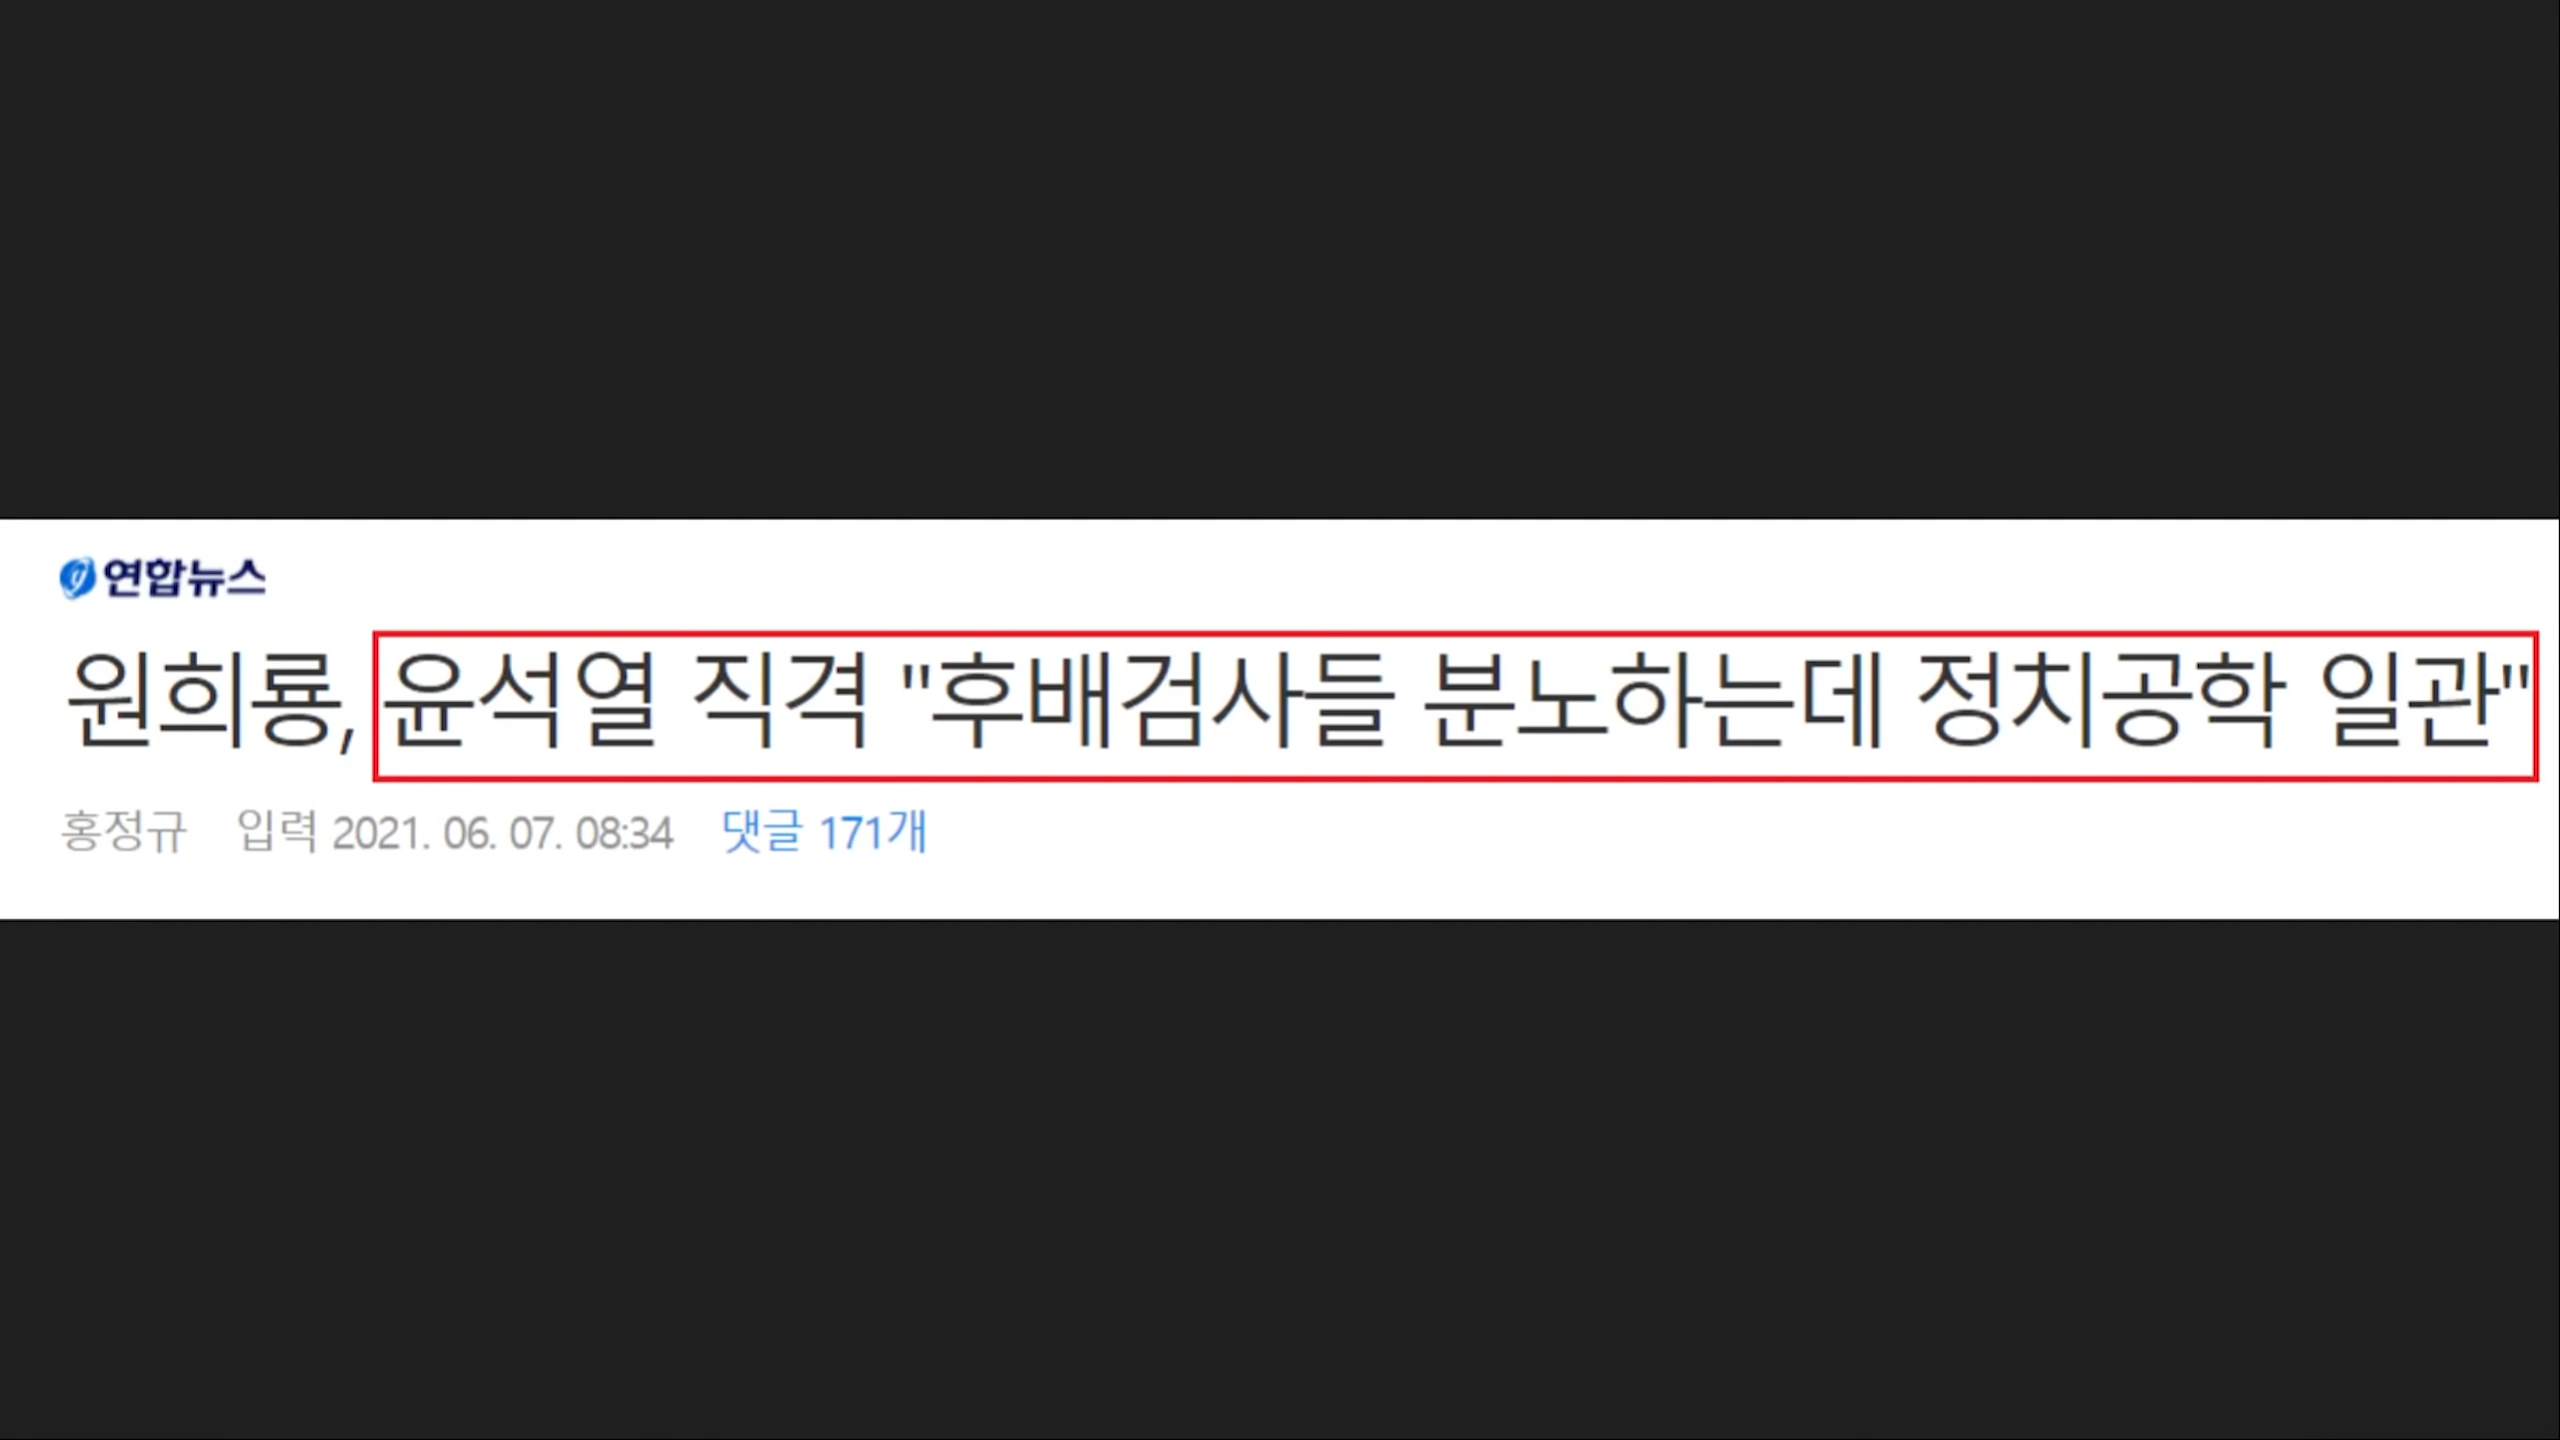 연합뉴스
원희룡, 윤석열 직격 "후배검사들 분노하는데 정치공학 일관"
홍정규 입력 2021. 06. 07. 08:34 댓글 171개